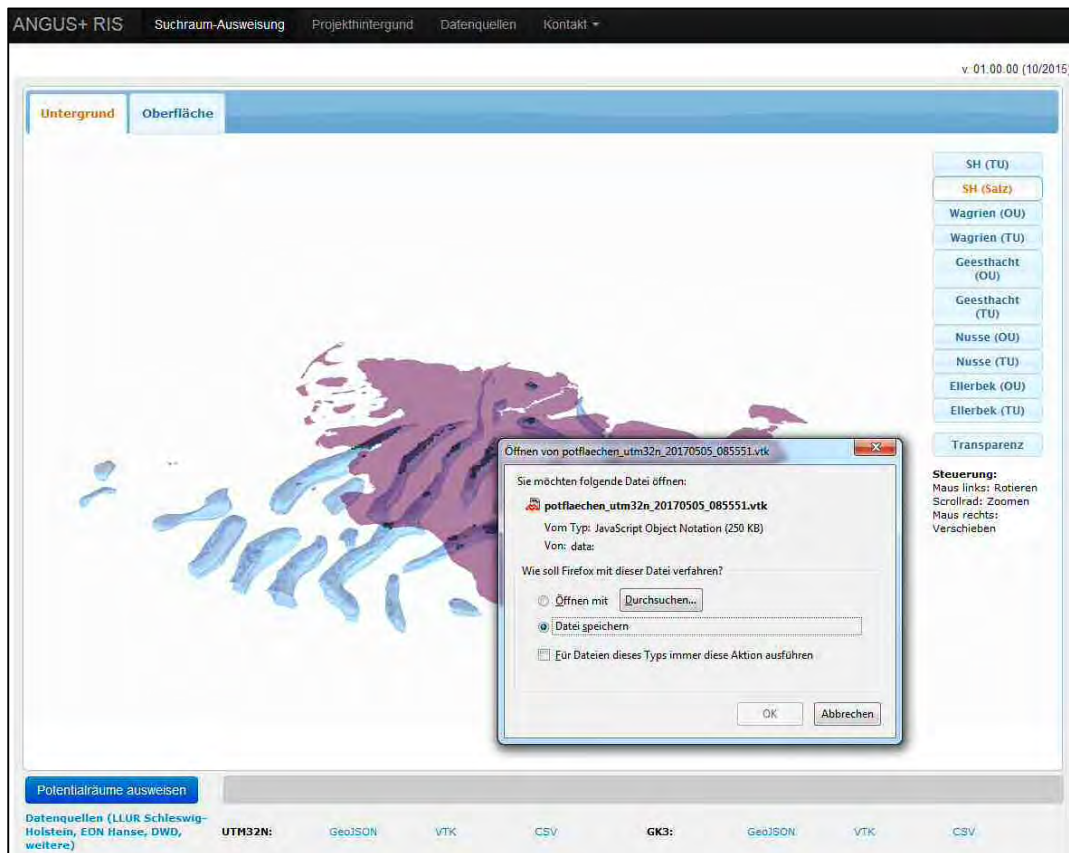 ANGUS+ RIS Suchraum-Ausweisung Projekthintergund Datenquellen Kontakt
v. 01.00.00 (10/2015)
Untergrund Oberfläche
SH (TU)
SH (Salz)
Wagrien (OU)
Wagrien (TU)
Geesthacht
(OU)
Geesthacht
(TU)
Nusse (OU)
Nusse (TU)
Ellerbek (OU)
Ellerbek (TU)
Transparenz
Steuerung:
Maus links: Rotieren
Scrollrad: Zoomen
Maus rechts:
Verschieben
Öffnen von potflaechen_utm32n_20170505_085551.vtk
Sie möchten folgende Datei öffnen:
potflaechen_utm32n_20170505_085551.vtk
Vom Typ: JavaScript Object Notation (250 KB)
Von: data:
Wie soll Firefox mit dieser Datei verfahren?
Öffnen mit Durchsuchen...
Datei speichern
Für Dateien dieses Typs immer diese Aktion ausführen
OK Abbrechen
Potentialräume ausweisen
Datenquellen (LLUR Schleswig-
Holstein, EON Hanse, DWD,
weitere)
UTM32N: GeoJSON VTK CSV GK3: GeoJSON VTK CSV